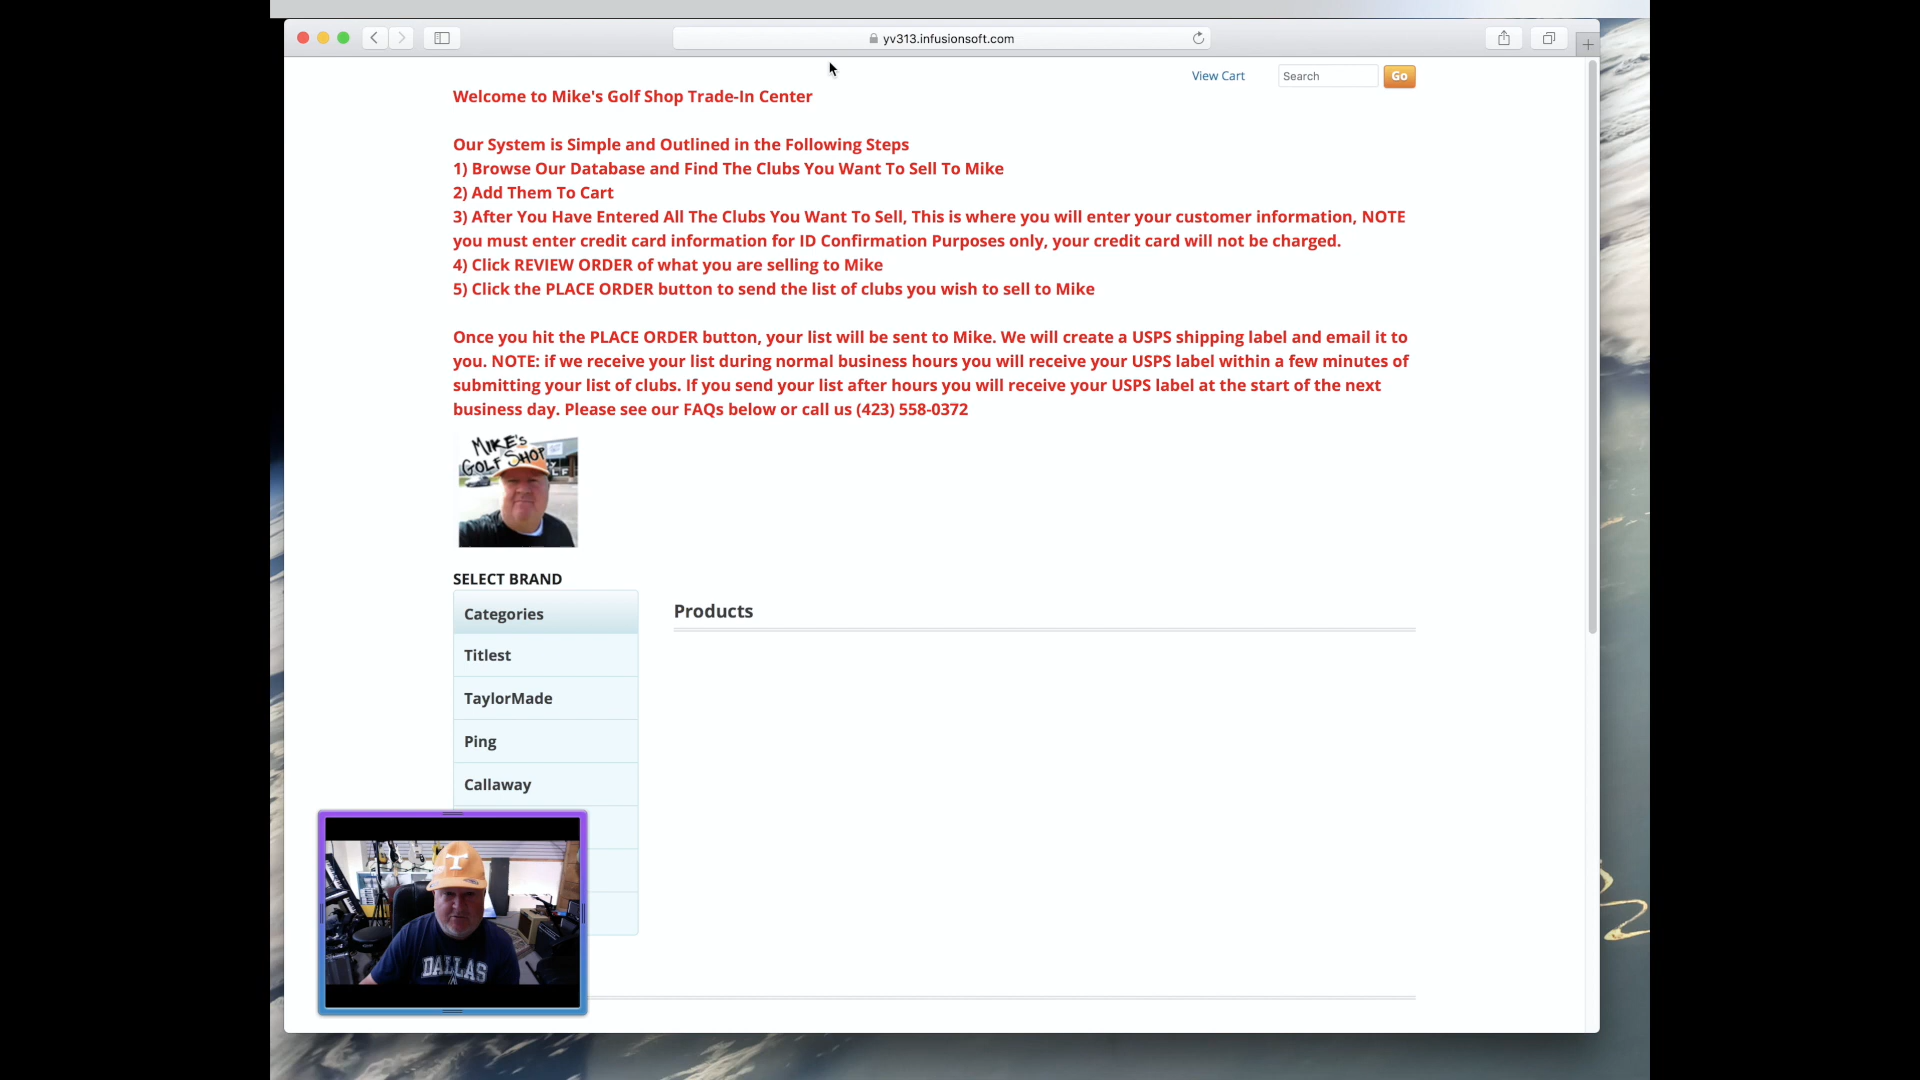 yv313.infusionsoft.com
View Cart
Search
Go
Welcome to Mike's Golf Shop Trade-In Center
Our System is Simple and Outlined in the Following Steps
1) Browse Our Database and Find The Clubs You Want To Sell To Mike
2) Add Them To Cart
3) After You Have Entered All The Clubs You Want To Sell, This is where you will enter your customer information, NOTE
you must enter credit card information for ID Confirmation Purposes only, your credit card will not be charged.
4) Click REVIEW ORDER of what you are selling to Mike
5) Click the PLACE ORDER button to send the list of clubs you wish to sell to Mike
Once you hit the PLACE ORDER button, your list will be sent to Mike. We will create a USPS shipping label and email it to
you. NOTE: if we receive your list during normal business hours you will receive your USPS label within a few minutes of
submitting your list of clubs. If you send your list after hours you will receive your USPS label at the start of the next
business day. Please see our FAQs below or call us (423) 558-0372
MIKE'S
GOLF SHOP
SELECT BRAND
Categories
Products
Titlest
TaylorMade
Ping
Callaway
T
DALLAS